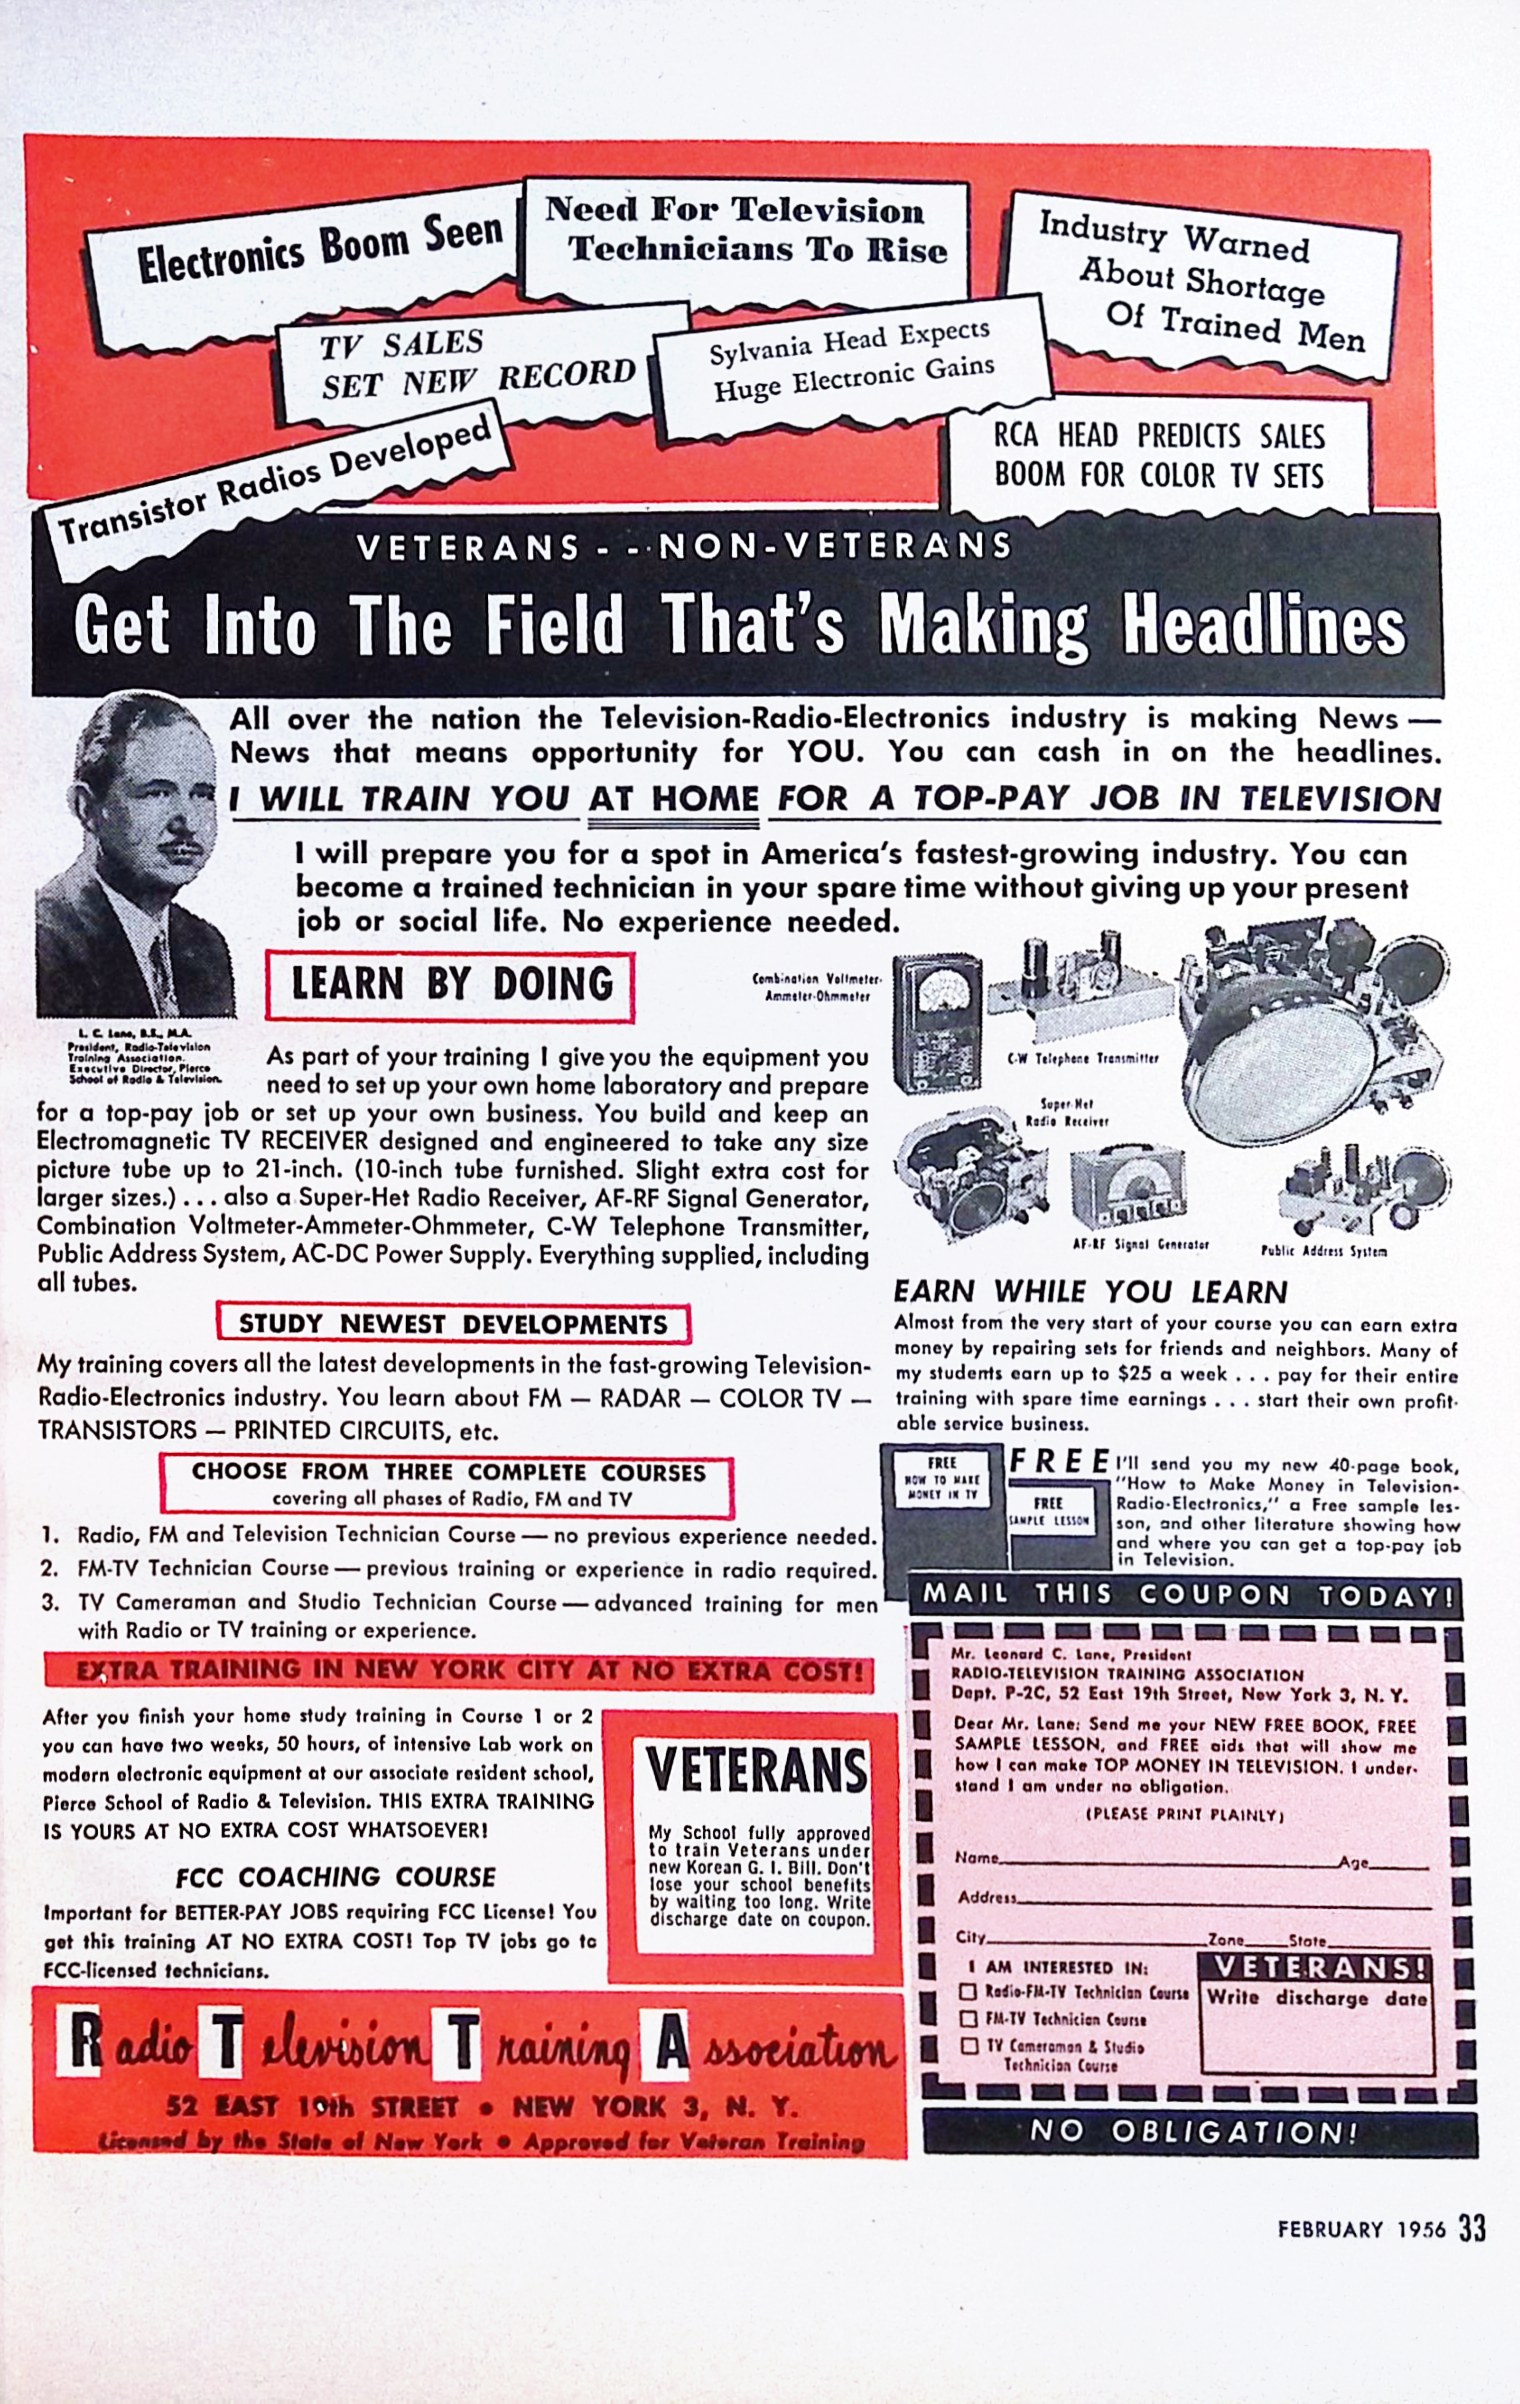 Electronics Boom Seen
Need For Television
Technicians To Rise
Industry Warned
About Shortage
Of Trained Men
TV SALES
SET NEW RECORD
Sylvania Head Expects
Huge Electronic Gains
Transistor Radios Developed
RCA HEAD PREDICTS SALES
BOOM FOR COLOR TV SETS
VETERANS - - NON-VETERANS
Get Into The Field That's Making Headlines
All over the nation the Television-Radio-Electronics industry is making News —
News that means opportunity for YOU. You can cash in on the headlines.
I WILL TRAIN YOU AT HOME FOR A TOP-PAY JOB IN TELEVISION
I will prepare you for a spot in America's fastest-growing industry. You can
become a trained technician in your spare time without giving up your present
job or social life. No experience needed.
L. C. Lane, B.S., M.A.
President, Radio-Television
Training Association.
Executive Director, Pierce
School of Radio & Television.
LEARN BY DOING
As part of your training I give you the equipment you
need to set up your own home laboratory and prepare
for a top-pay job or set up your own business. You build and keep an
Electromagnetic TV RECEIVER designed and engineered to take any size
picture tube up to 21-inch. (10-inch tube furnished. Slight extra cost for
larger sizes.) . . . also a Super-Het Radio Receiver, AF-RF Signal Generator,
Combination Voltmeter-Ammeter-Ohmmeter, C-W Telephone Transmitter,
Public Address System, AC-DC Power Supply. Everything supplied, including
all tubes.
Combination Voltmeter-
Ammeter-Ohmmeter
C-W Telephone Transmitter
Super-Het
Radio Receiver
AF-RF Signal Generator
Public Address System
STUDY NEWEST DEVELOPMENTS
My training covers all the latest developments in the fast-growing Television-
Radio-Electronics industry. You learn about FM — RADAR — COLOR TV —
TRANSISTORS — PRINTED CIRCUITS, etc.
CHOOSE FROM THREE COMPLETE COURSES
covering all phases of Radio, FM and TV
1. Radio, FM and Television Technician Course — no previous experience needed.
2. FM-TV Technician Course — previous training or experience in radio required.
3. TV Cameraman and Studio Technician Course — advanced training for men
with Radio or TV training or experience.
EXTRA TRAINING IN NEW YORK CITY AT NO EXTRA COST!
After you finish your home study training in Course 1 or 2
you can have two weeks, 50 hours, of intensive Lab work on
modern electronic equipment at our associate resident school,
Pierce School of Radio & Television. THIS EXTRA TRAINING
IS YOURS AT NO EXTRA COST WHATSOEVER!
FCC COACHING COURSE
Important for BETTER-PAY JOBS requiring FCC License! You
get this training AT NO EXTRA COST! Top TV jobs go to
FCC-licensed technicians.
VETERANS
My School fully approved
to train Veterans under
new Korean G. I. Bill. Don't
lose your school benefits
by waiting too long. Write
discharge date on coupon.
Radio Television Training Association
52 EAST 19th STREET • NEW YORK 3, N. Y.
Licensed by the State of New York • Approved for Veteran Training
EARN WHILE YOU LEARN
Almost from the very start of your course you can earn extra
money by repairing sets for friends and neighbors. Many of
my students earn up to $25 a week . . . pay for their entire
training with spare time earnings . . . start their own profit-
able service business.
FREE
HOW TO MAKE
MONEY IN TV
FREE
SAMPLE LESSON
FREE I'll send you my new 40-page book,
"How to Make Money in Television-
Radio-Electronics," a Free sample les-
son, and other literature showing how
and where you can get a top-pay job
in Television.
MAIL THIS COUPON TODAY!
Mr. Leonard C. Lane, President
RADIO-TELEVISION TRAINING ASSOCIATION
Dept. P-2C, 52 East 19th Street, New York 3, N. Y.
Dear Mr. Lane: Send me your NEW FREE BOOK, FREE
SAMPLE LESSON, and FREE aids that will show me
how I can make TOP MONEY IN TELEVISION. I under-
stand I am under no obligation.
(PLEASE PRINT PLAINLY)
Name Age
Address
City Zone State
I AM INTERESTED IN:
Radio-FM-TV Technician Course
FM-TV Technician Course
TV Cameraman & Studio
Technician Course
VETERANS!
Write discharge date
NO OBLIGATION!
FEBRUARY 1956 33